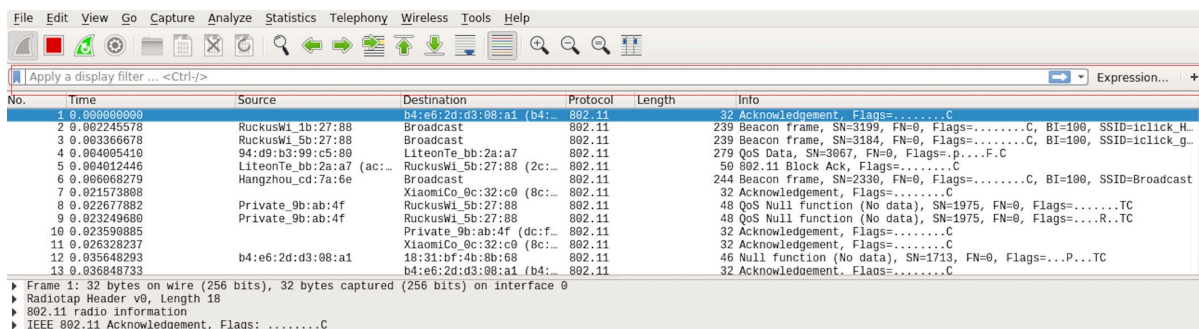 File Edit View Go Capture Analyze Statistics Telephony Wireless Tools Help
Apply a display filter ... <Ctrl-/> Expression... +
No. Time Source Destination Protocol Length Info
1 0.000000000 b4:e6:2d:d3:08:a1 (b4:… 802.11 32 Acknowledgement, Flags=........C
2 0.002245578 RuckusWi_1b:27:88 Broadcast 802.11 239 Beacon frame, SN=3199, FN=0, Flags=........C, BI=100, SSID=iclick_H…
3 0.003366678 RuckusWi_5b:27:88 Broadcast 802.11 239 Beacon frame, SN=3184, FN=0, Flags=........C, BI=100, SSID=iclick_g…
4 0.004005410 94:d9:b3:99:c5:80 LiteonTe_bb:2a:a7 802.11 279 QoS Data, SN=3067, FN=0, Flags=.p....F.C
5 0.004012446 LiteonTe_bb:2a:a7 (ac:… RuckusWi_5b:27:88 (2c:… 802.11 50 802.11 Block Ack, Flags=........C
6 0.006068279 Hangzhou_cd:7a:6e Broadcast 802.11 244 Beacon frame, SN=2330, FN=0, Flags=........C, BI=100, SSID=Broadcast
7 0.021573808 XiaomiCo_0c:32:c0 (8c:… 802.11 32 Acknowledgement, Flags=........C
8 0.022677882 Private_9b:ab:4f RuckusWi_5b:27:88 802.11 48 QoS Null function (No data), SN=1975, FN=0, Flags=.......TC
9 0.023249680 Private_9b:ab:4f RuckusWi_5b:27:88 802.11 48 QoS Null function (No data), SN=1975, FN=0, Flags=....R..TC
10 0.023590885 Private_9b:ab:4f (dc:f… 802.11 32 Acknowledgement, Flags=........C
11 0.026328237 XiaomiCo_0c:32:c0 (8c:… 802.11 32 Acknowledgement, Flags=........C
12 0.035648293 b4:e6:2d:d3:08:a1 18:31:bf:4b:8b:68 802.11 46 Null function (No data), SN=1713, FN=0, Flags=...P...TC
13 0.036848733 b4:e6:2d:d3:08:a1 (b4:… 802.11 32 Acknowledgement, Flags=........C
Frame 1: 32 bytes on wire (256 bits), 32 bytes captured (256 bits) on interface 0
Radiotap Header v0, Length 18
802.11 radio information
IEEE 802.11 Acknowledgement, Flags: ........C